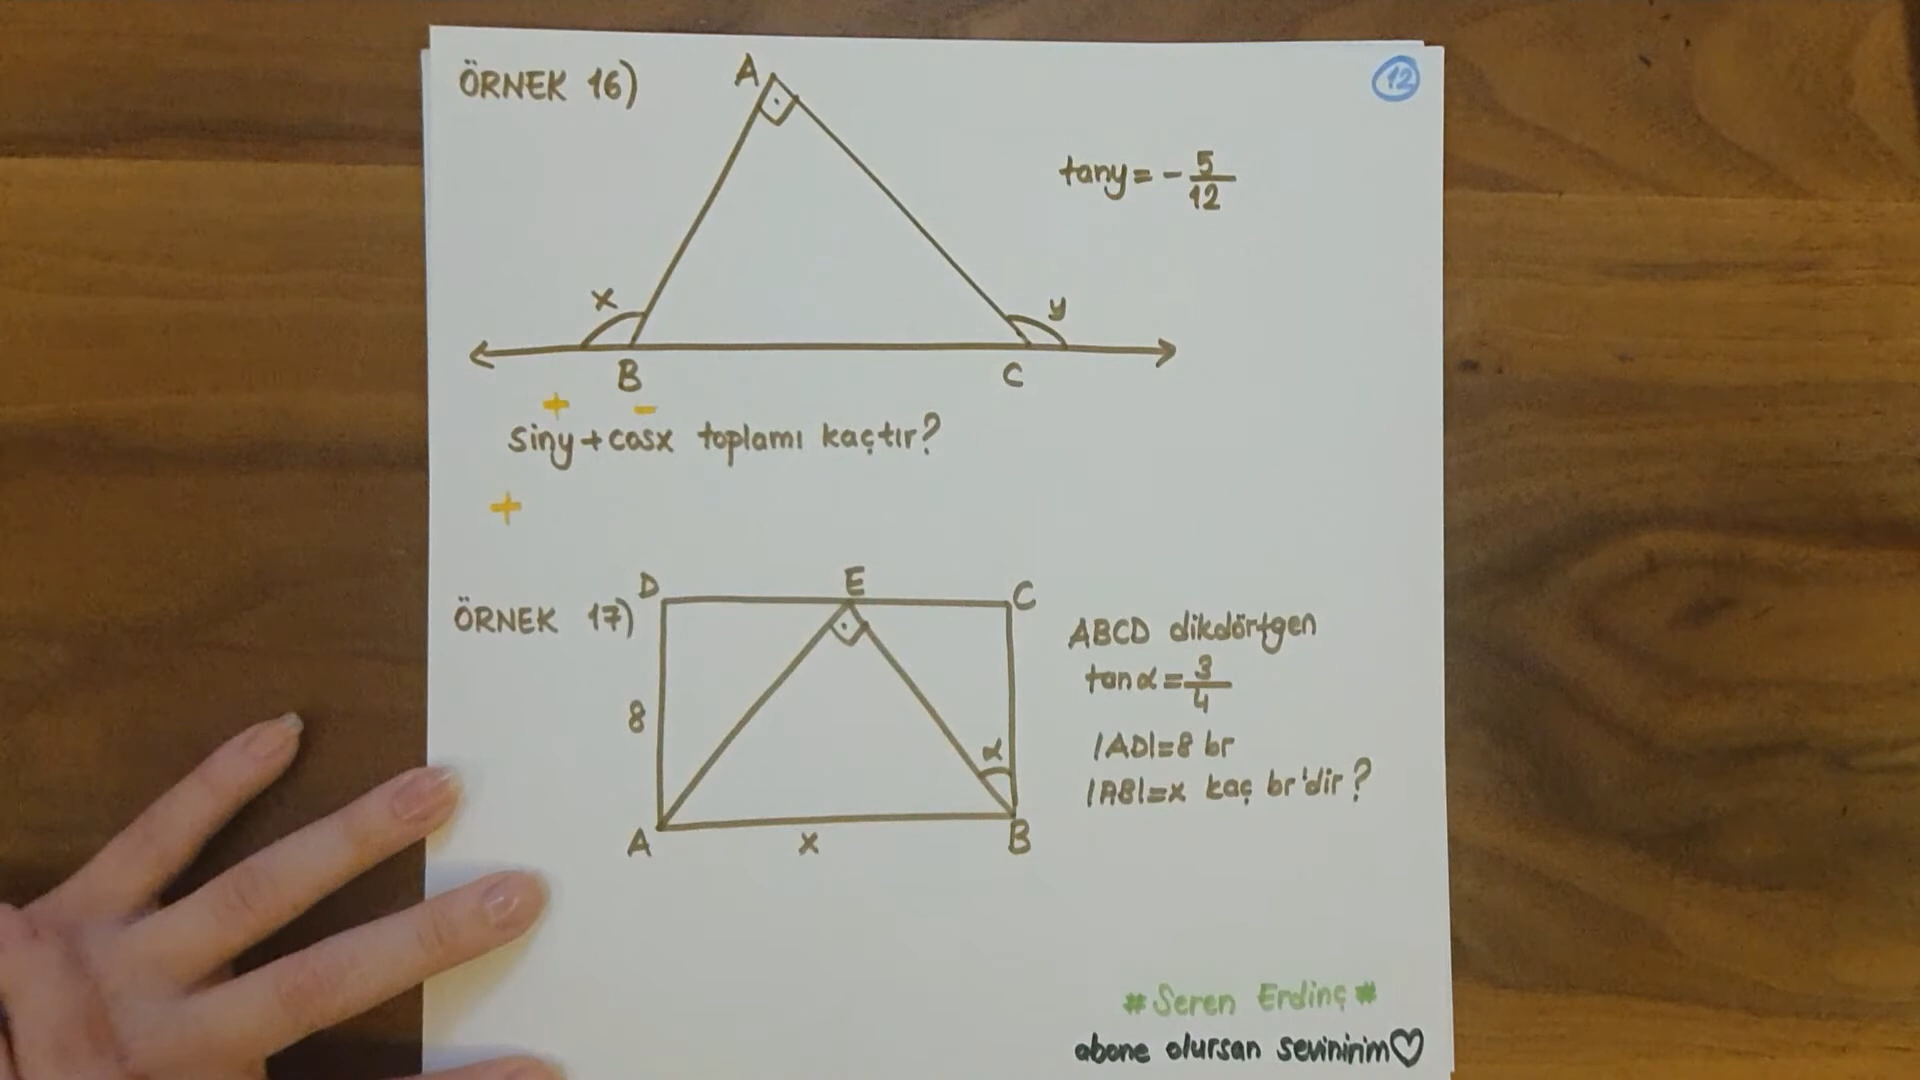 ÖRNEK 16)
12
A
tany = - 5/12
x
y
B
C
+ -
siny + cosx toplamı kaçtır?
+
ÖRNEK 17)
D
E
C
ABCD dikdörtgen
tanα = 3/4
8
α
|AD|=8 br
|AB|=x kaç br'dir?
A
x
B
#Seren Erdinç#
abone olursan sevinirim♡